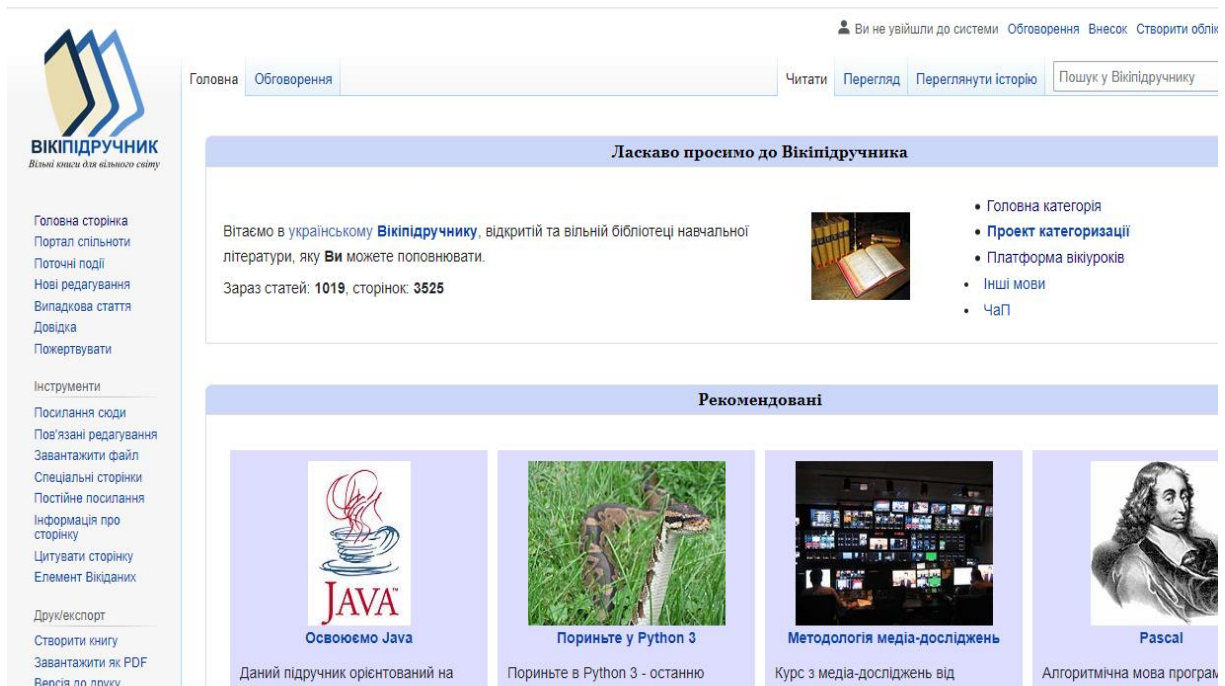 Ви не увійшли до системи Обговорення Внесок Створити облік
Головна Обговорення Читати Перегляд Переглянути історію Пошук у Вікіпідручнику
ВІКІПІДРУЧНИК
Вільні книги для вільного світу
Головна сторінка
Портал спільноти
Поточні події
Нові редагування
Випадкова стаття
Довідка
Пожертвувати
Інструменти
Посилання сюди
Пов'язані редагування
Завантажити файл
Спеціальні сторінки
Постійне посилання
Інформація про
сторінку
Цитувати сторінку
Елемент Вікіданих
Друк/експорт
Створити книгу
Завантажити як PDF
Версія до друку
Ласкаво просимо до Вікіпідручника
Вітаємо в українському Вікіпідручнику, відкритій та вільній бібліотеці навчальної
літератури, яку Ви можете поповнювати.
Зараз статей: 1019, сторінок: 3525
• Головна категорія
• Проект категоризації
• Платформа вікіуроків
• Інші мови
• ЧаП
Рекомендовані
JAVA™
Освоюємо Java
Даний підручник орієнтований на
Пориньте у Python 3
Пориньте в Python 3 - останню
Методологія медіа-досліджень
Курс з медіа-досліджень від
Pascal
Алгоритмічна мова програм